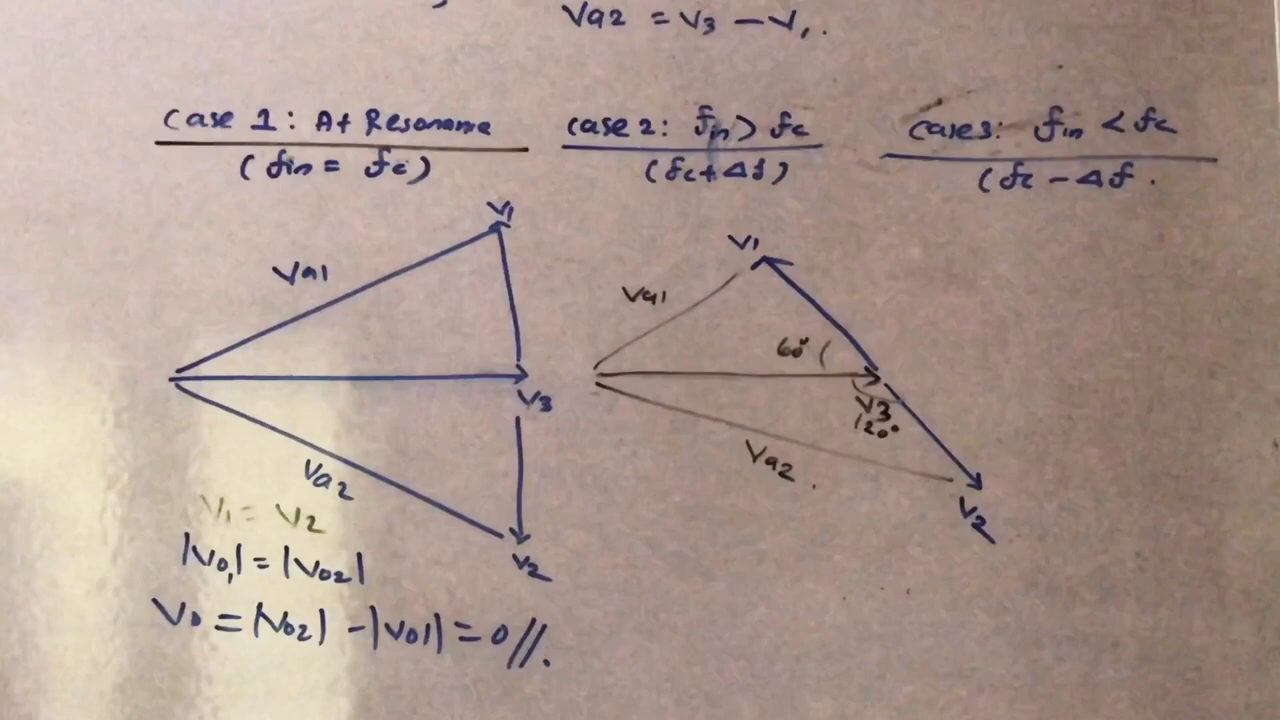 Va2 = V3 - V1.
Case 1: At Resonance
(fin = fc)
case 2: fin > fc
(fc + Δf)
case 3: fin < fc
(fc - Δf.
V1
Va1
V3
Va2
V2
V1 = V2
|Vo1| = |Vo2|
Vo = |Vo2| - |Vo1| = 0 //.
V1
Va1
60° (
V3
120°
Va2.
V2